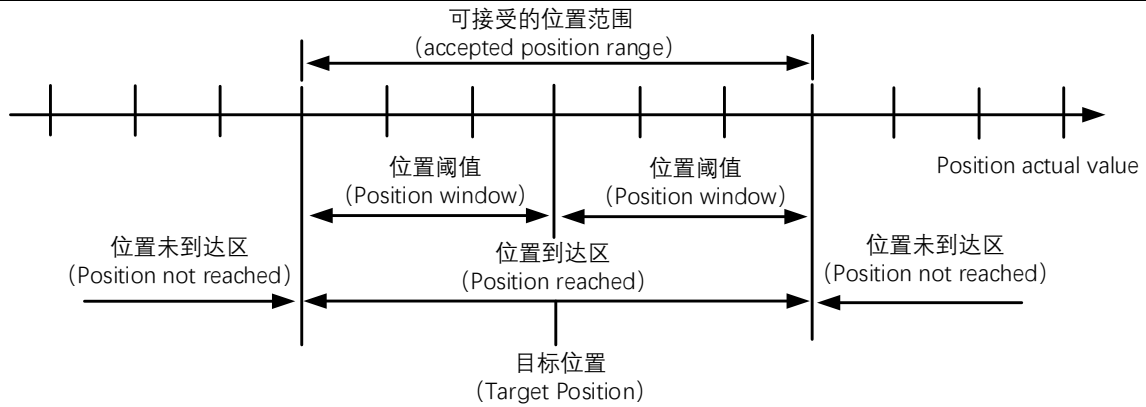 可接受的位置范围
(accepted position range)
位置阈值
(Position window)
位置阈值
(Position window)
Position actual value
位置未到达区
(Position not reached)
位置到达区
(Position reached)
位置未到达区
(Position not reached)
目标位置
(Target Position)